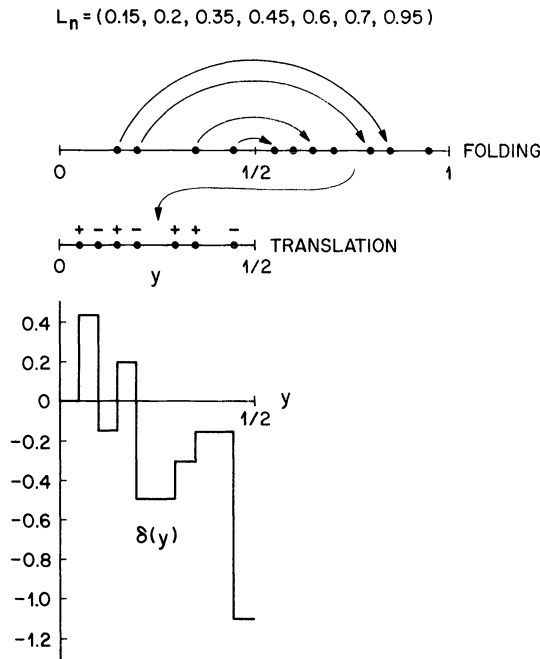 Ln = (0.15, 0.2, 0.35, 0.45, 0.6, 0.7, 0.95)
FOLDING
0 1/2 1
+ − + − + + −
TRANSLATION
0 y 1/2
0.4
0.2
0 y
1/2
−0.2
−0.4
−0.6
δ(y)
−0.8
−1.0
−1.2